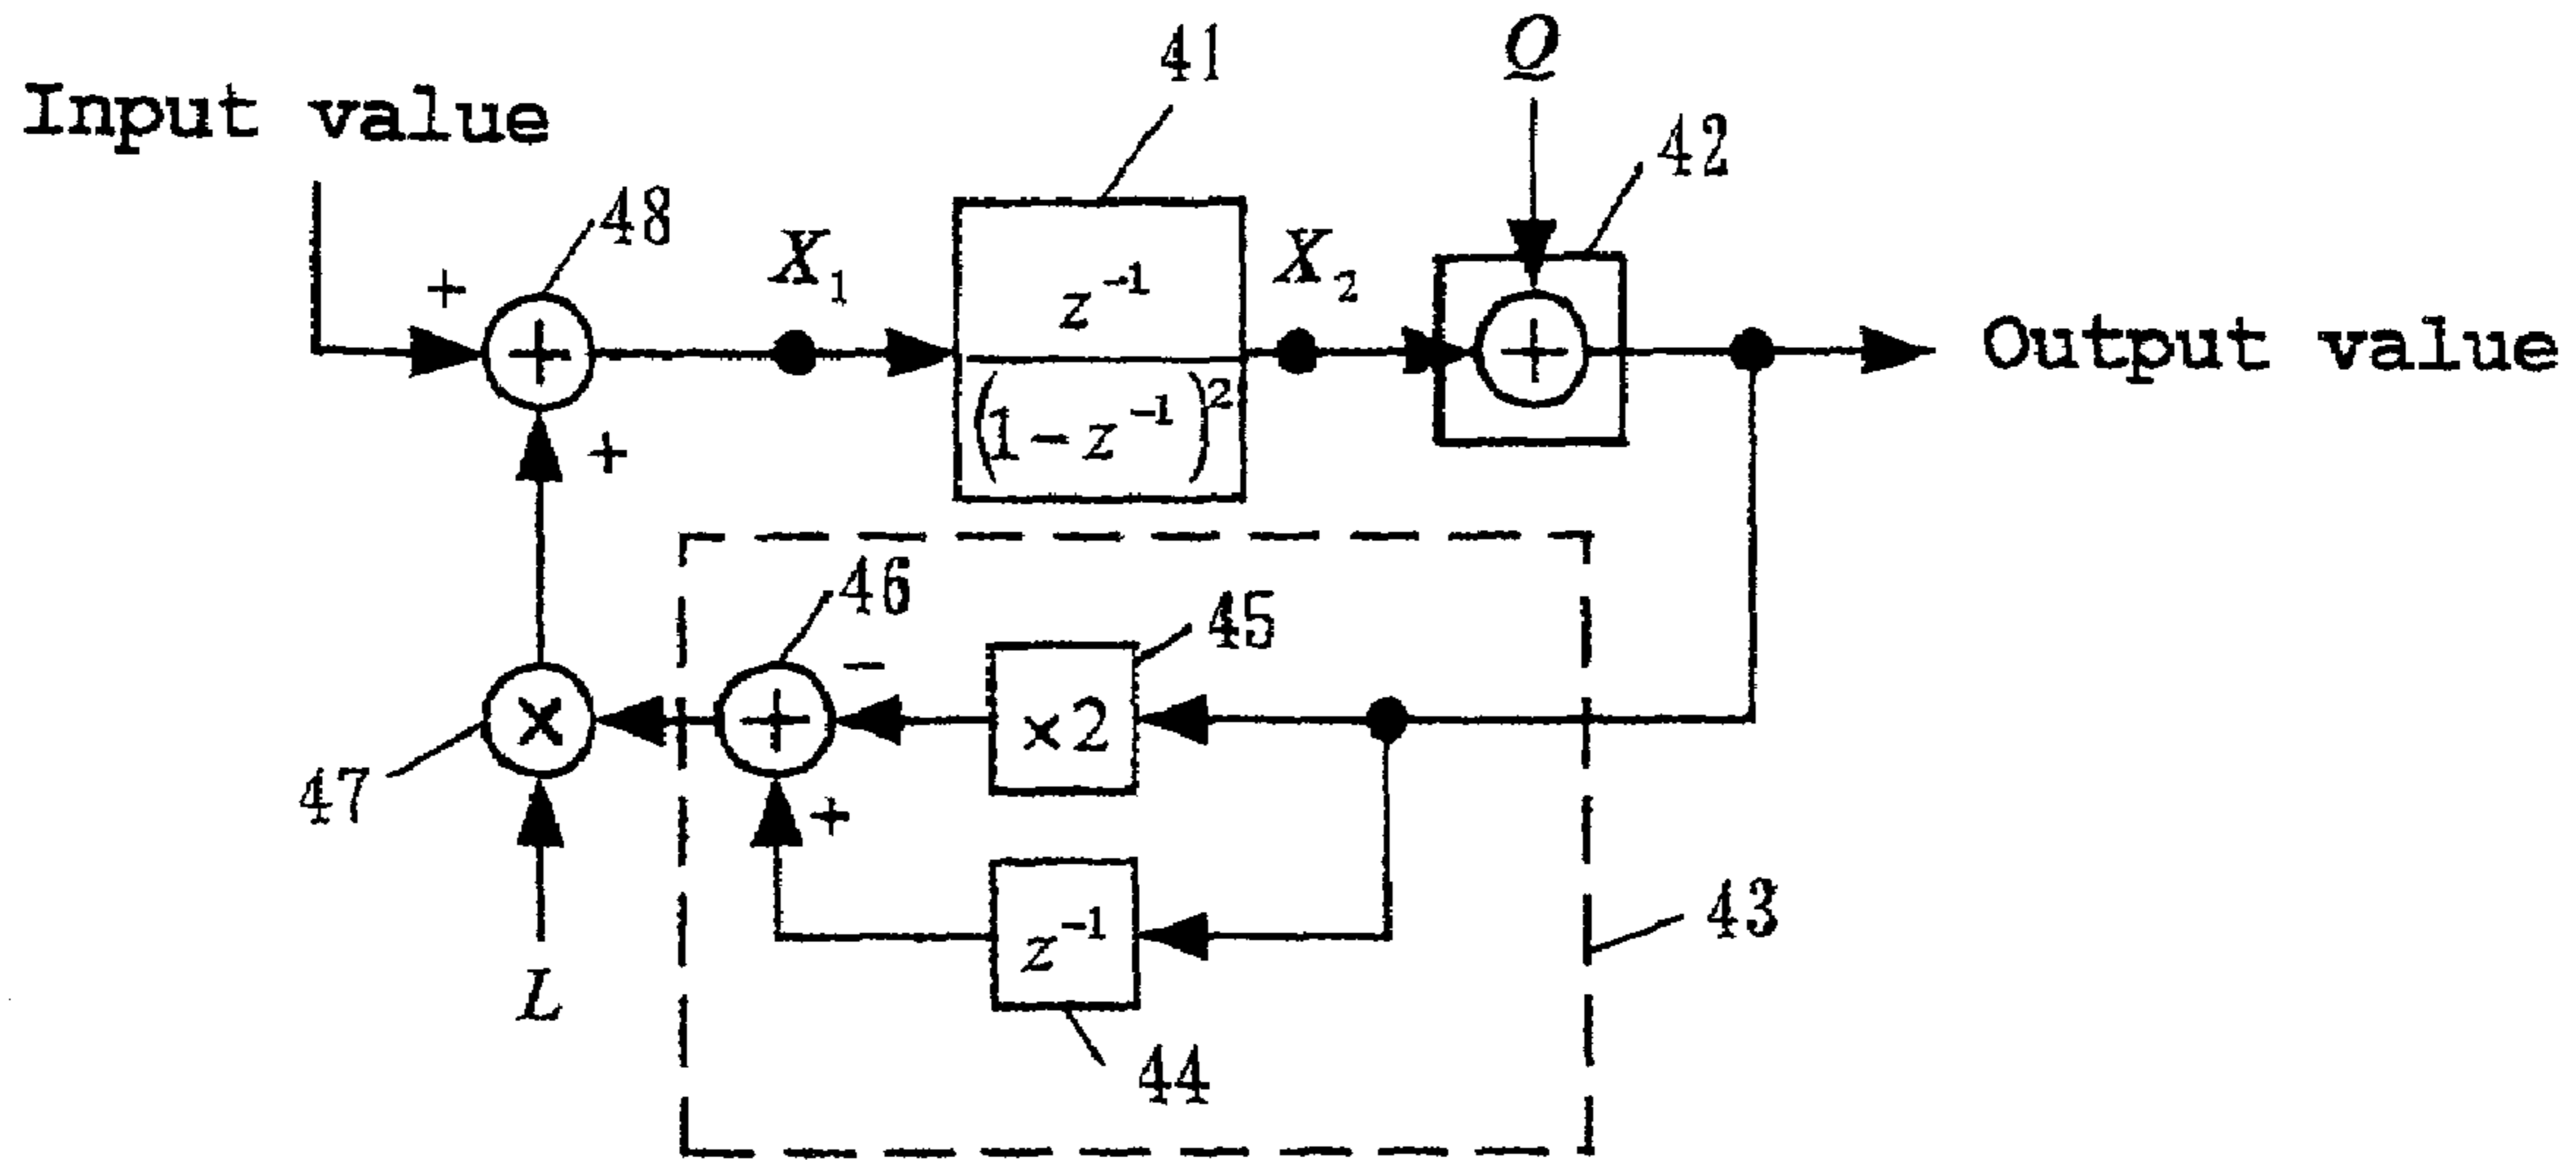 41
Q
Input value
42
48
+
X₁
z⁻¹
(1-z⁻¹)²
X₂
+
Output value
+
46
45
−
47
×
+
×2
+
z⁻¹
43
L
44